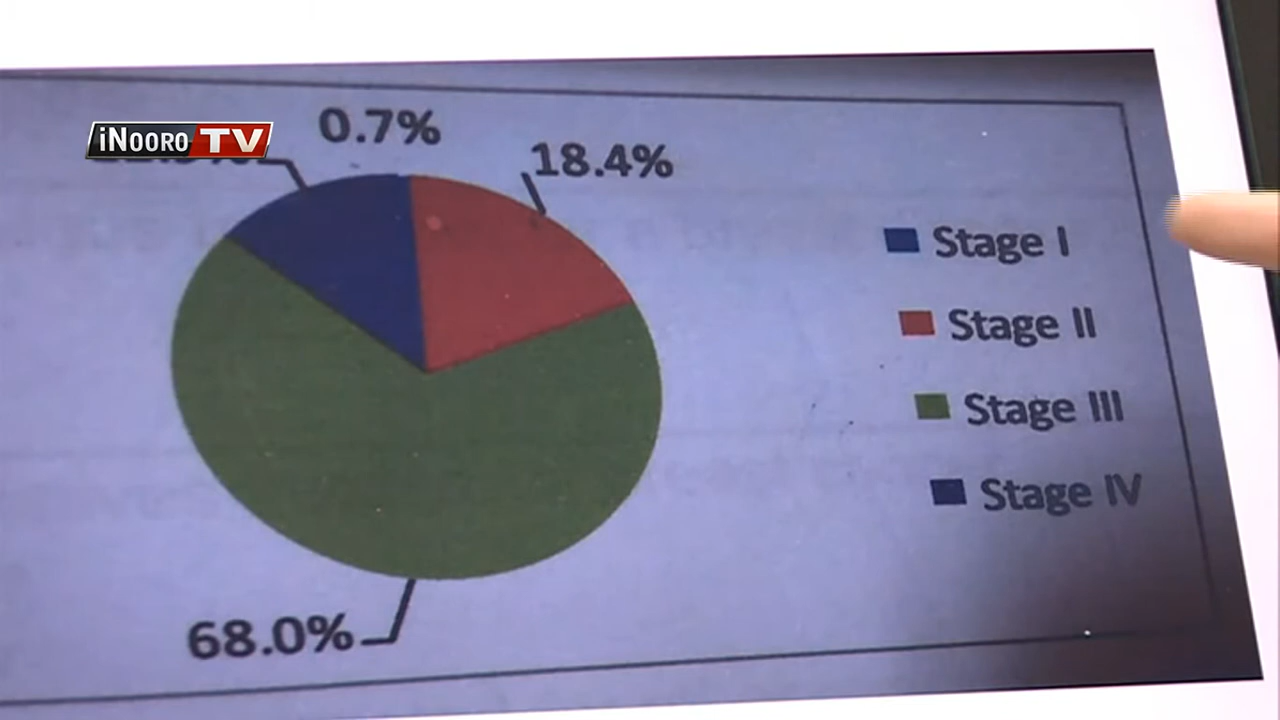 iNOORO TV
0.7%
18.4%
68.0%
Stage I
Stage II
Stage III
Stage IV